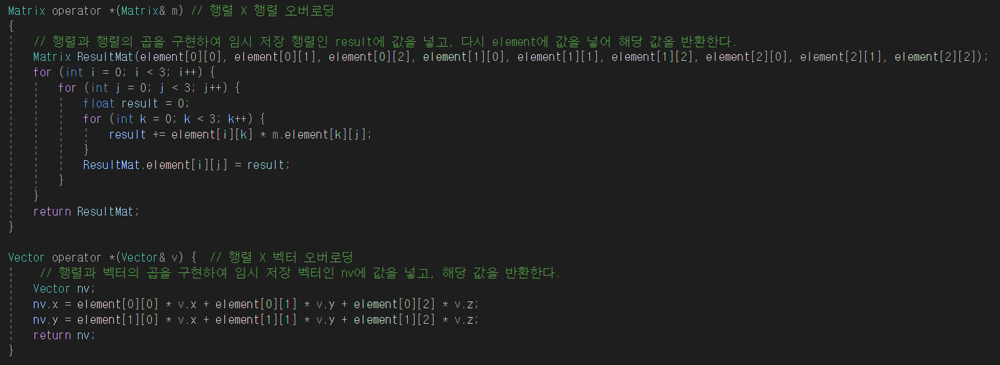 Matrix operator *(Matrix& m) // 행렬 X 행렬 오버로딩
{
// 행렬과 행렬의 곱을 구현하여 임시 저장 행렬인 result에 값을 넣고, 다시 element에 값을 넣어 해당 값을 반환한다.
Matrix ResultMat(element[0][0], element[0][1], element[0][2], element[1][0], element[1][1], element[1][2], element[2][0], element[2][1], element[2][2]);
for (int i = 0; i < 3; i++) {
for (int j = 0; j < 3; j++) {
float result = 0;
for (int k = 0; k < 3; k++) {
result += element[i][k] * m.element[k][j];
}
ResultMat.element[i][j] = result;
}
}
return ResultMat;
}
Vector operator *(Vector& v) { // 행렬 X 벡터 오버로딩
// 행렬과 벡터의 곱을 구현하여 임시 저장 벡터인 nv에 값을 넣고, 해당 값을 반환한다.
Vector nv;
nv.x = element[0][0] * v.x + element[0][1] * v.y + element[0][2] * v.z;
nv.y = element[1][0] * v.x + element[1][1] * v.y + element[1][2] * v.z;
return nv;
}